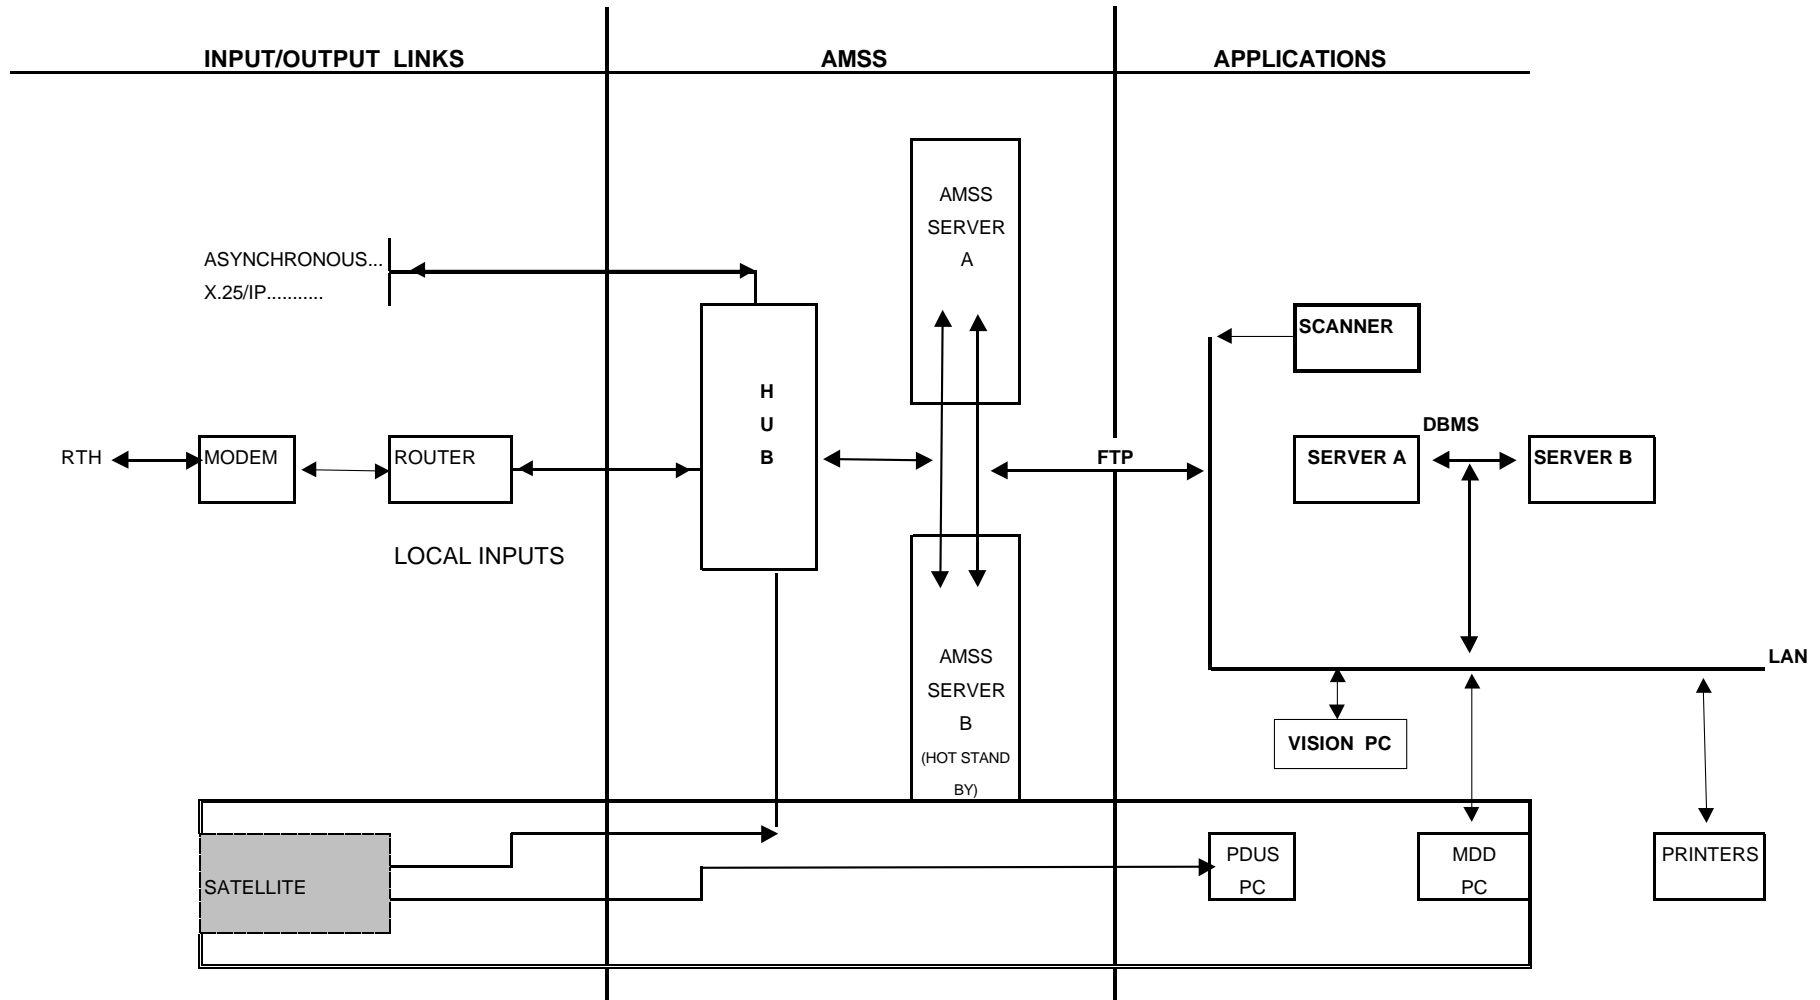 INPUT/OUTPUT LINKS
AMSS
APPLICATIONS
AMSS
SERVER
A
ASYNCHRONOUS...
X.25/IP...........
SCANNER
H
U
B
DBMS
RTH
MODEM
ROUTER
FTP
SERVER A
SERVER B
LOCAL INPUTS
AMSS
SERVER
B
(HOT STAND
BY)
LAN
VISION PC
SATELLITE
PDUS
PC
MDD
PC
PRINTERS